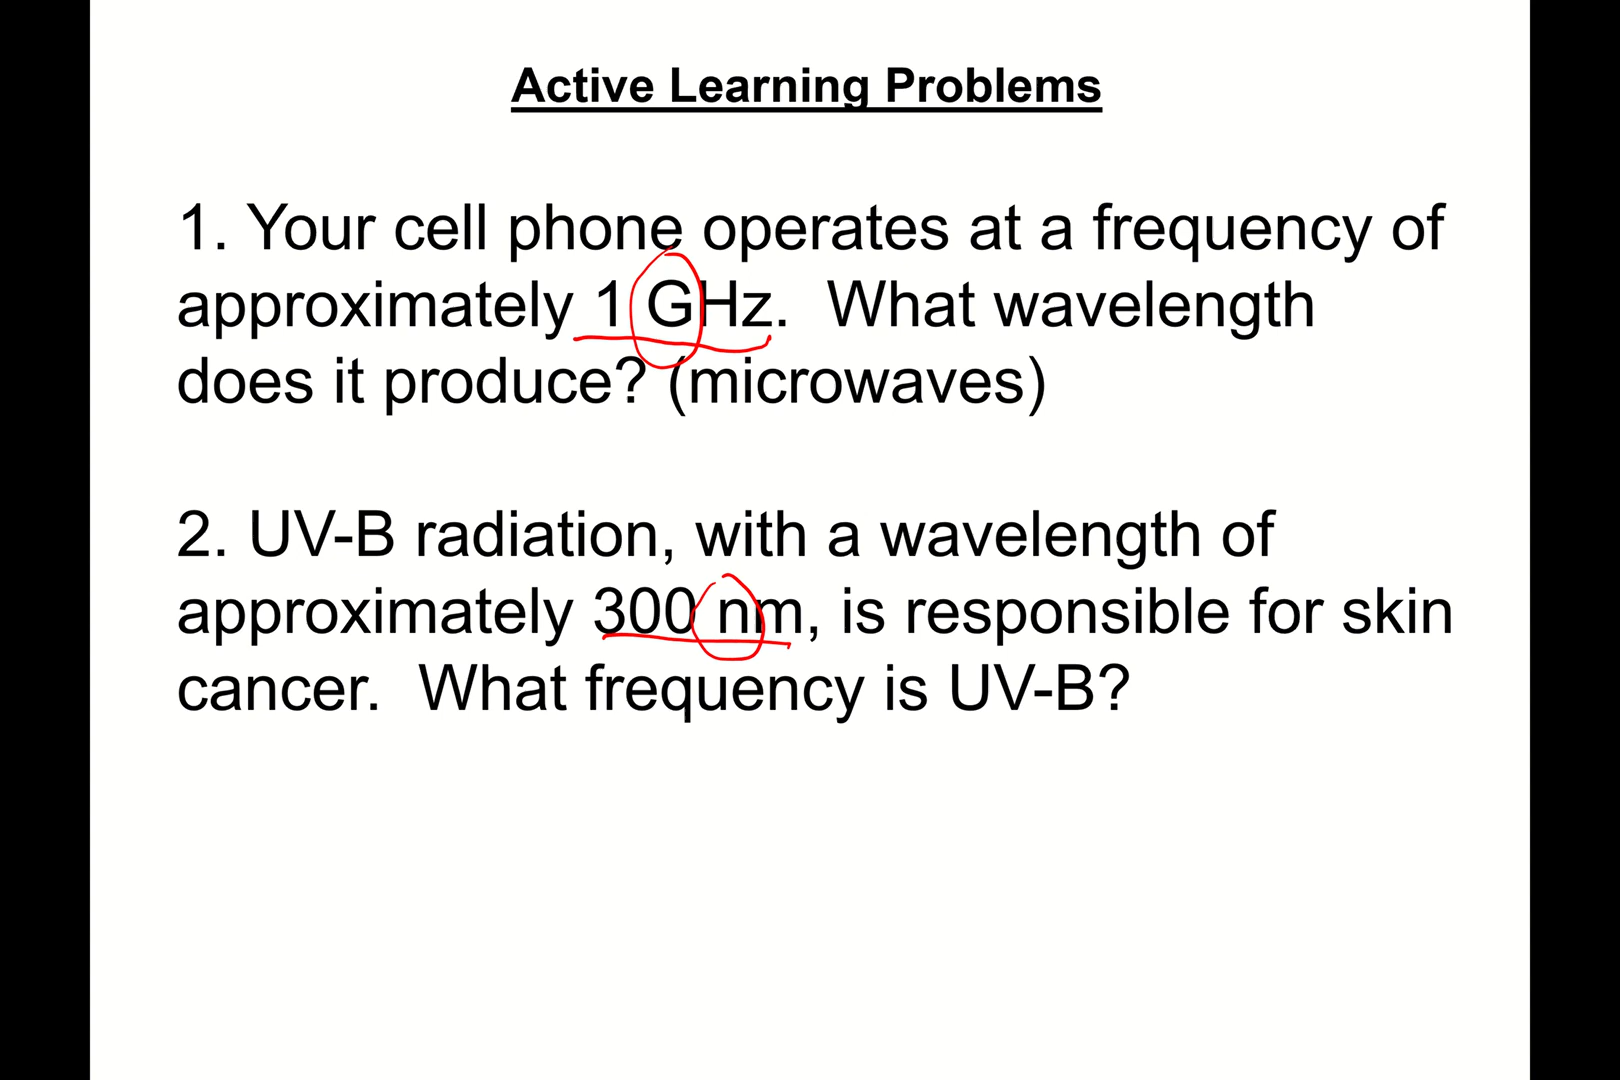 Active Learning Problems
1. Your cell phone operates at a frequency of
approximately 1 GHz.  What wavelength
does it produce? (microwaves)
2. UV-B radiation, with a wavelength of
approximately 300 nm, is responsible for skin
cancer.  What frequency is UV-B?